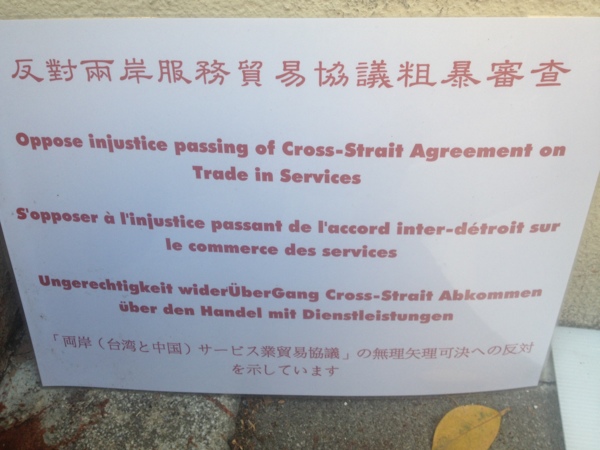 反對兩岸服務貿易協議粗暴審查
Oppose injustice passing of Cross-Strait Agreement on
Trade in Services
S'opposer à l'injustice passant de l'accord inter-détroit sur
le commerce des services
Ungerechtigkeit widerÜberGang Cross-Strait Abkommen
über den Handel mit Dienstleistungen
「両岸（台湾と中国）サービス業貿易協議」の無理矢理可決への反対
を示しています